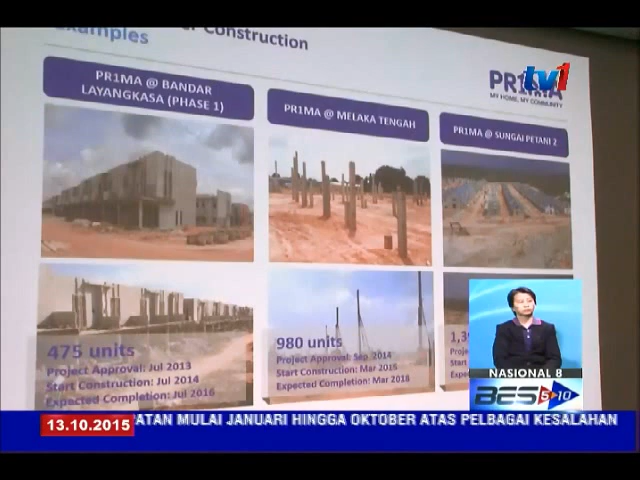 er Construction
examples
PR1MA
MY HOME, MY COMMUNITY
tv1
PR1MA @ BANDAR
LAYANGKASA (PHASE 1)
PR1MA @ MELAKA TENGAH
PR1MA @ SUNGAI PETANI 2
475 units
Project Approval: Jul 2013
Start Construction: Jul 2014
Expected Completion: Jul 2016
980 units
Project Approval: Sep 2014
Start Construction: Mar 2015
Expected Completion: Mar 2018
NASIONAL 8
BES 5 10
13.10.2015
ATAN MULAI JANUARI HINGGA OKTOBER ATAS PELBAGAI KESALAHAN